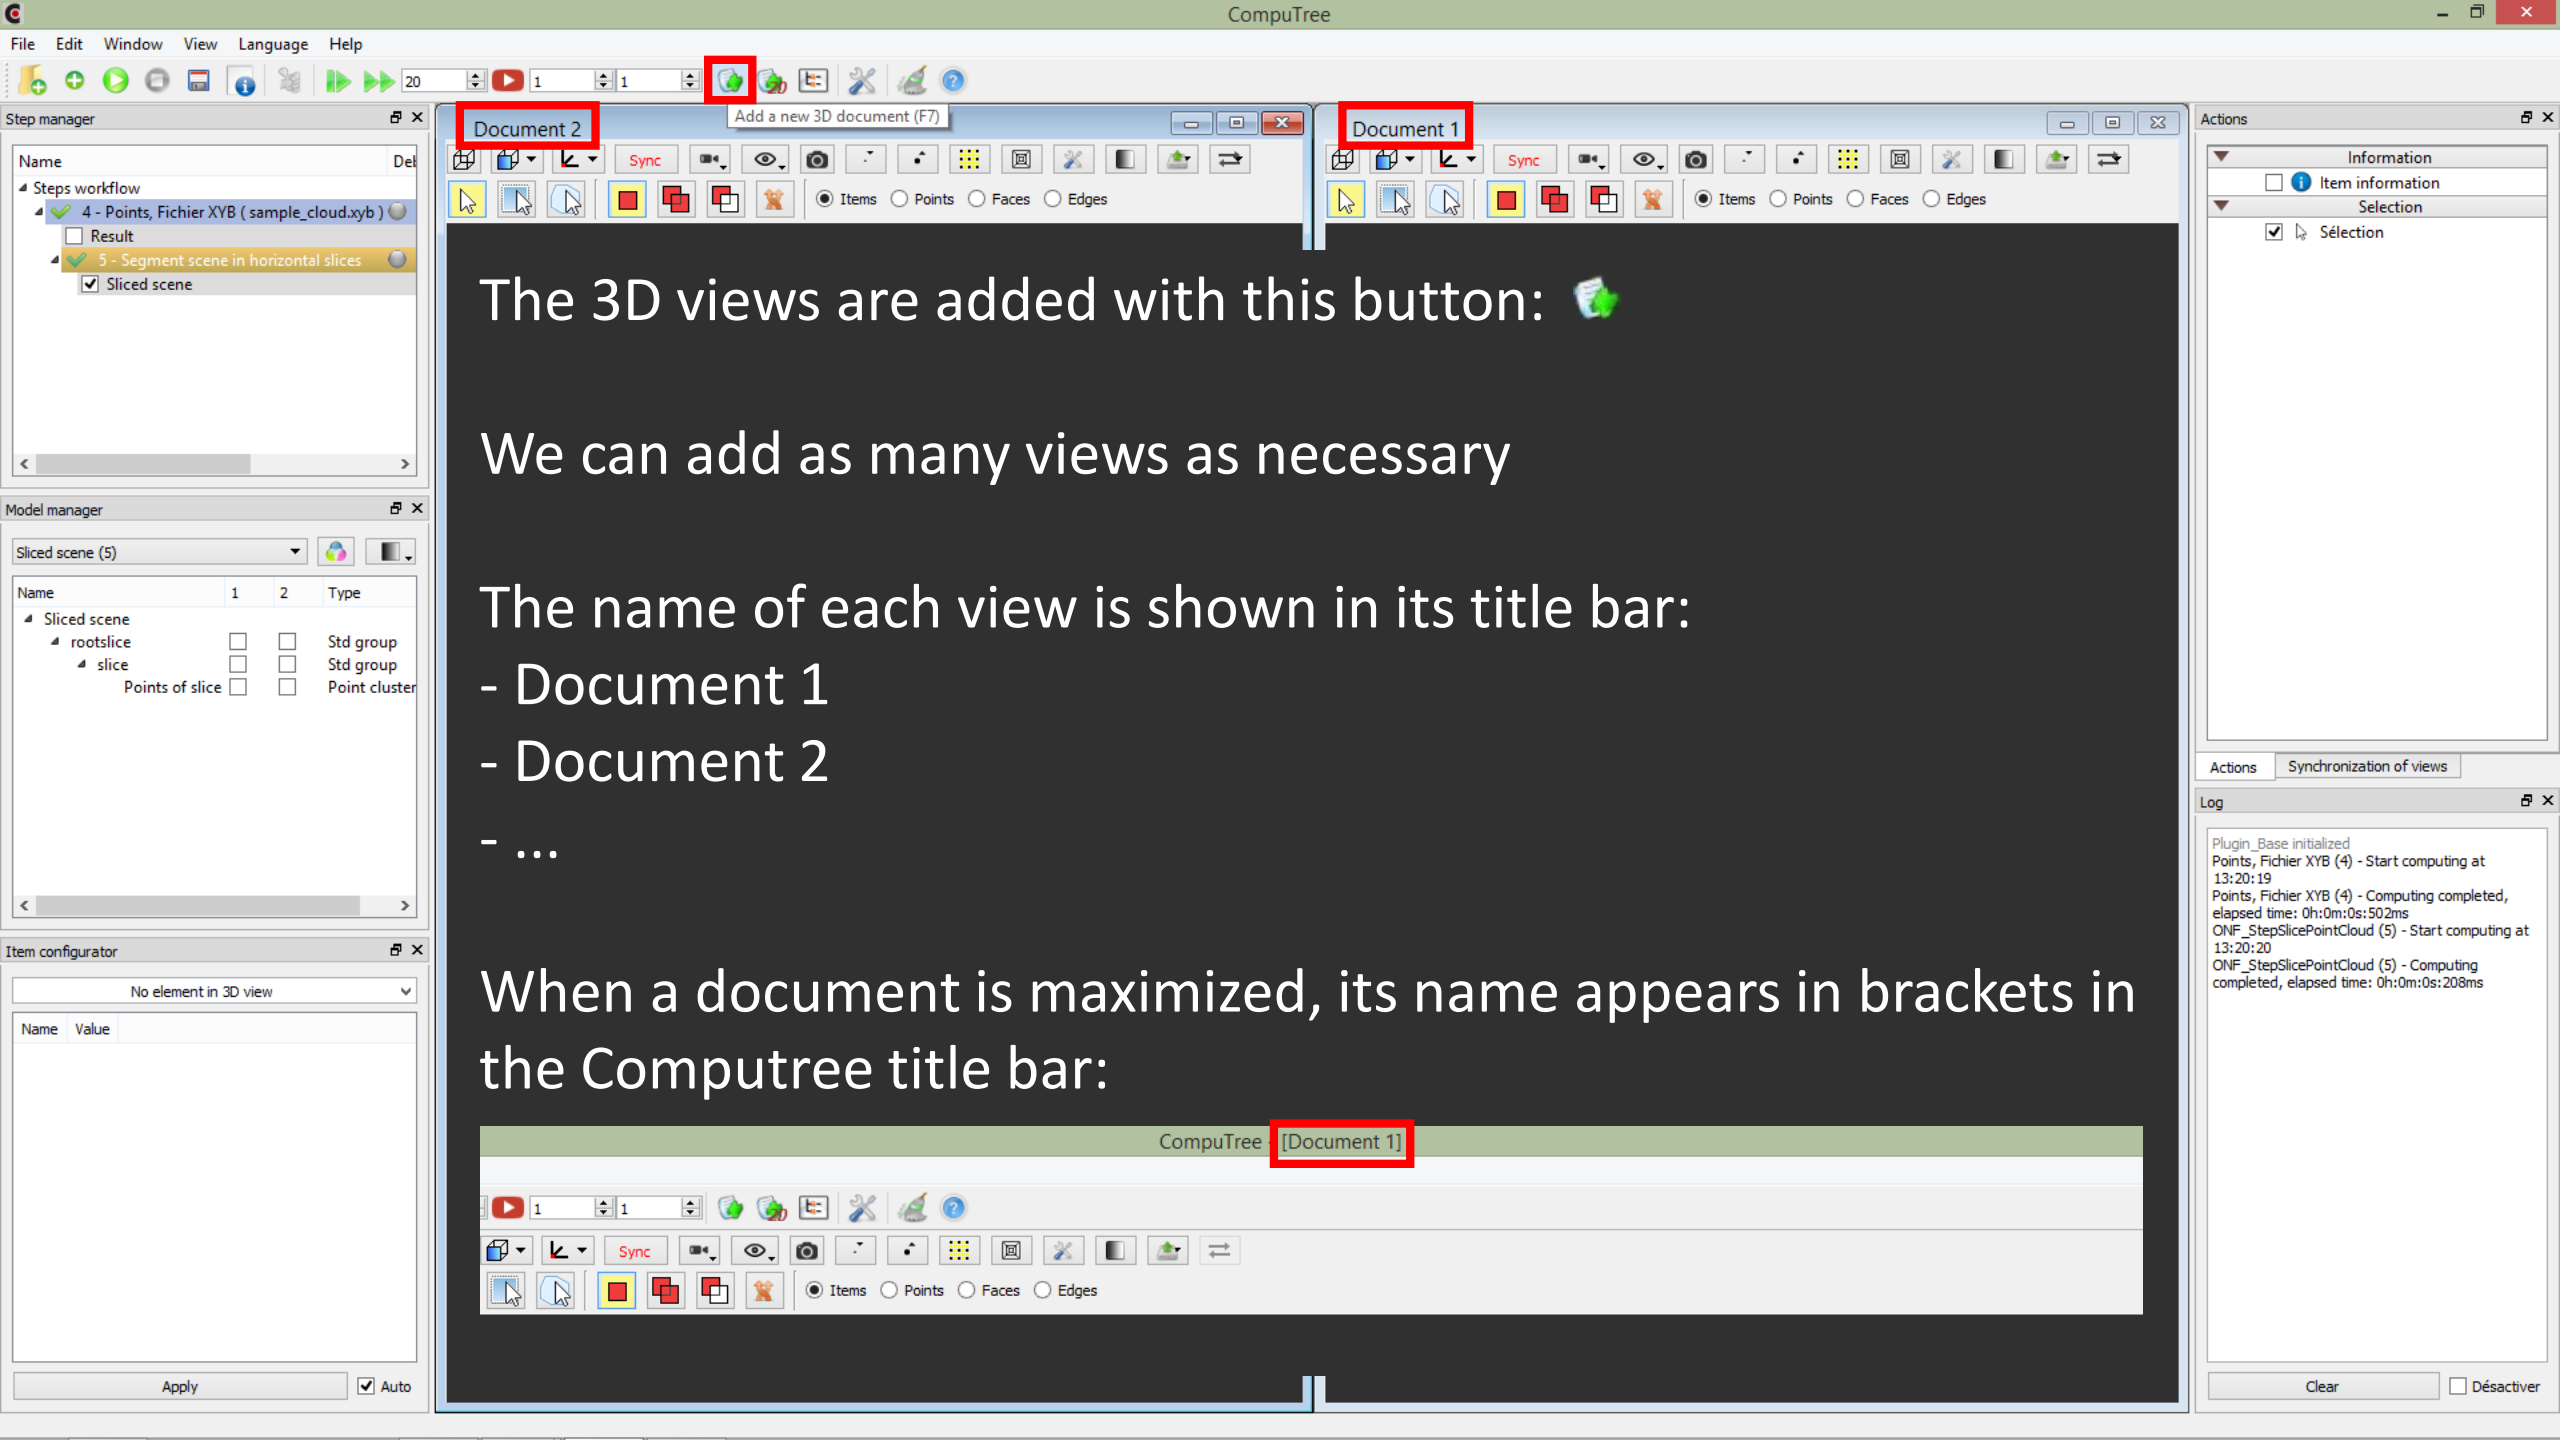 CompuTree
File Edit Window View Language Help
20 1 1
Add a new 3D document (F7)
Step manager
Name Deb
Steps workflow
4 - Points, Fichier XYB ( sample_cloud.xyb )
Result
5 - Segment scene in horizontal slices
Sliced scene
Model manager
Sliced scene (5)
Name 1 2 Type
Sliced scene
rootslice Std group
slice Std group
Points of slice Point cluster
Item configurator
No element in 3D view
Name Value
Apply Auto
Document 2
Sync
Items Points Faces Edges
Document 1
Sync
Items Points Faces Edges
The 3D views are added with this button:
We can add as many views as necessary
The name of each view is shown in its title bar:
- Document 1
- Document 2
- ...
When a document is maximized, its name appears in brackets in
the Computree title bar:
CompuTree - [Document 1]
1 1
Sync
Items Points Faces Edges
Actions
Information
Item information
Selection
Sélection
Actions Synchronization of views
Log
Plugin_Base initialized
Points, Fichier XYB (4) - Start computing at
13:20:19
Points, Fichier XYB (4) - Computing completed,
elapsed time: 0h:0m:0s:502ms
ONF_StepSlicePointCloud (5) - Start computing at
13:20:20
ONF_StepSlicePointCloud (5) - Computing
completed, elapsed time: 0h:0m:0s:208ms
Clear Désactiver